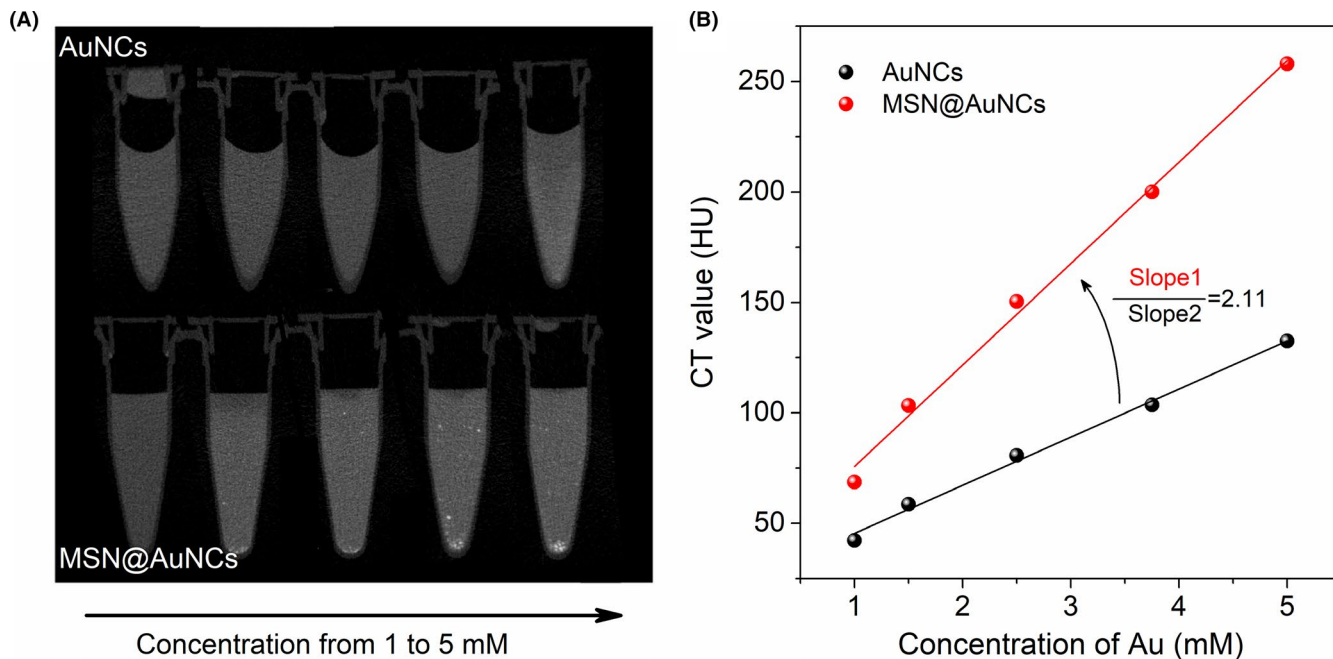 (A)
AuNCs
MSN@AuNCs
Concentration from 1 to 5 mM
(B)
CT value (HU)
250
200
150
100
50
AuNCs
MSN@AuNCs
Slope1
Slope2
=2.11
1 2 3 4 5
Concentration of Au (mM)